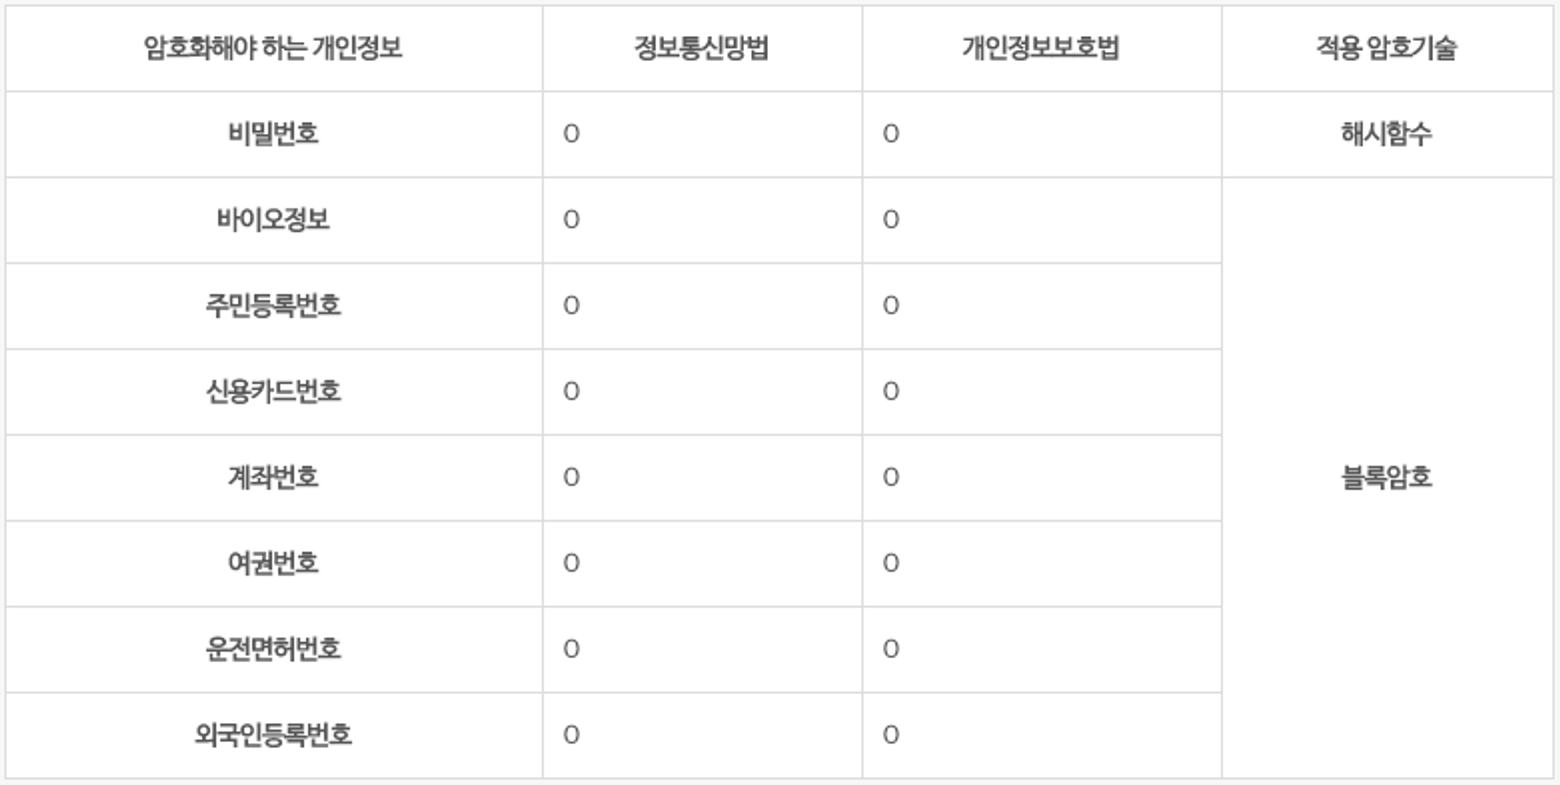 암호화해야 하는 개인정보 정보통신망법 개인정보보호법 적용 암호기술
비밀번호 O O 해시함수
바이오정보 O O
주민등록번호 O O
신용카드번호 O O
계좌번호 O O 블록암호
여권번호 O O
운전면허번호 O O
외국인등록번호 O O